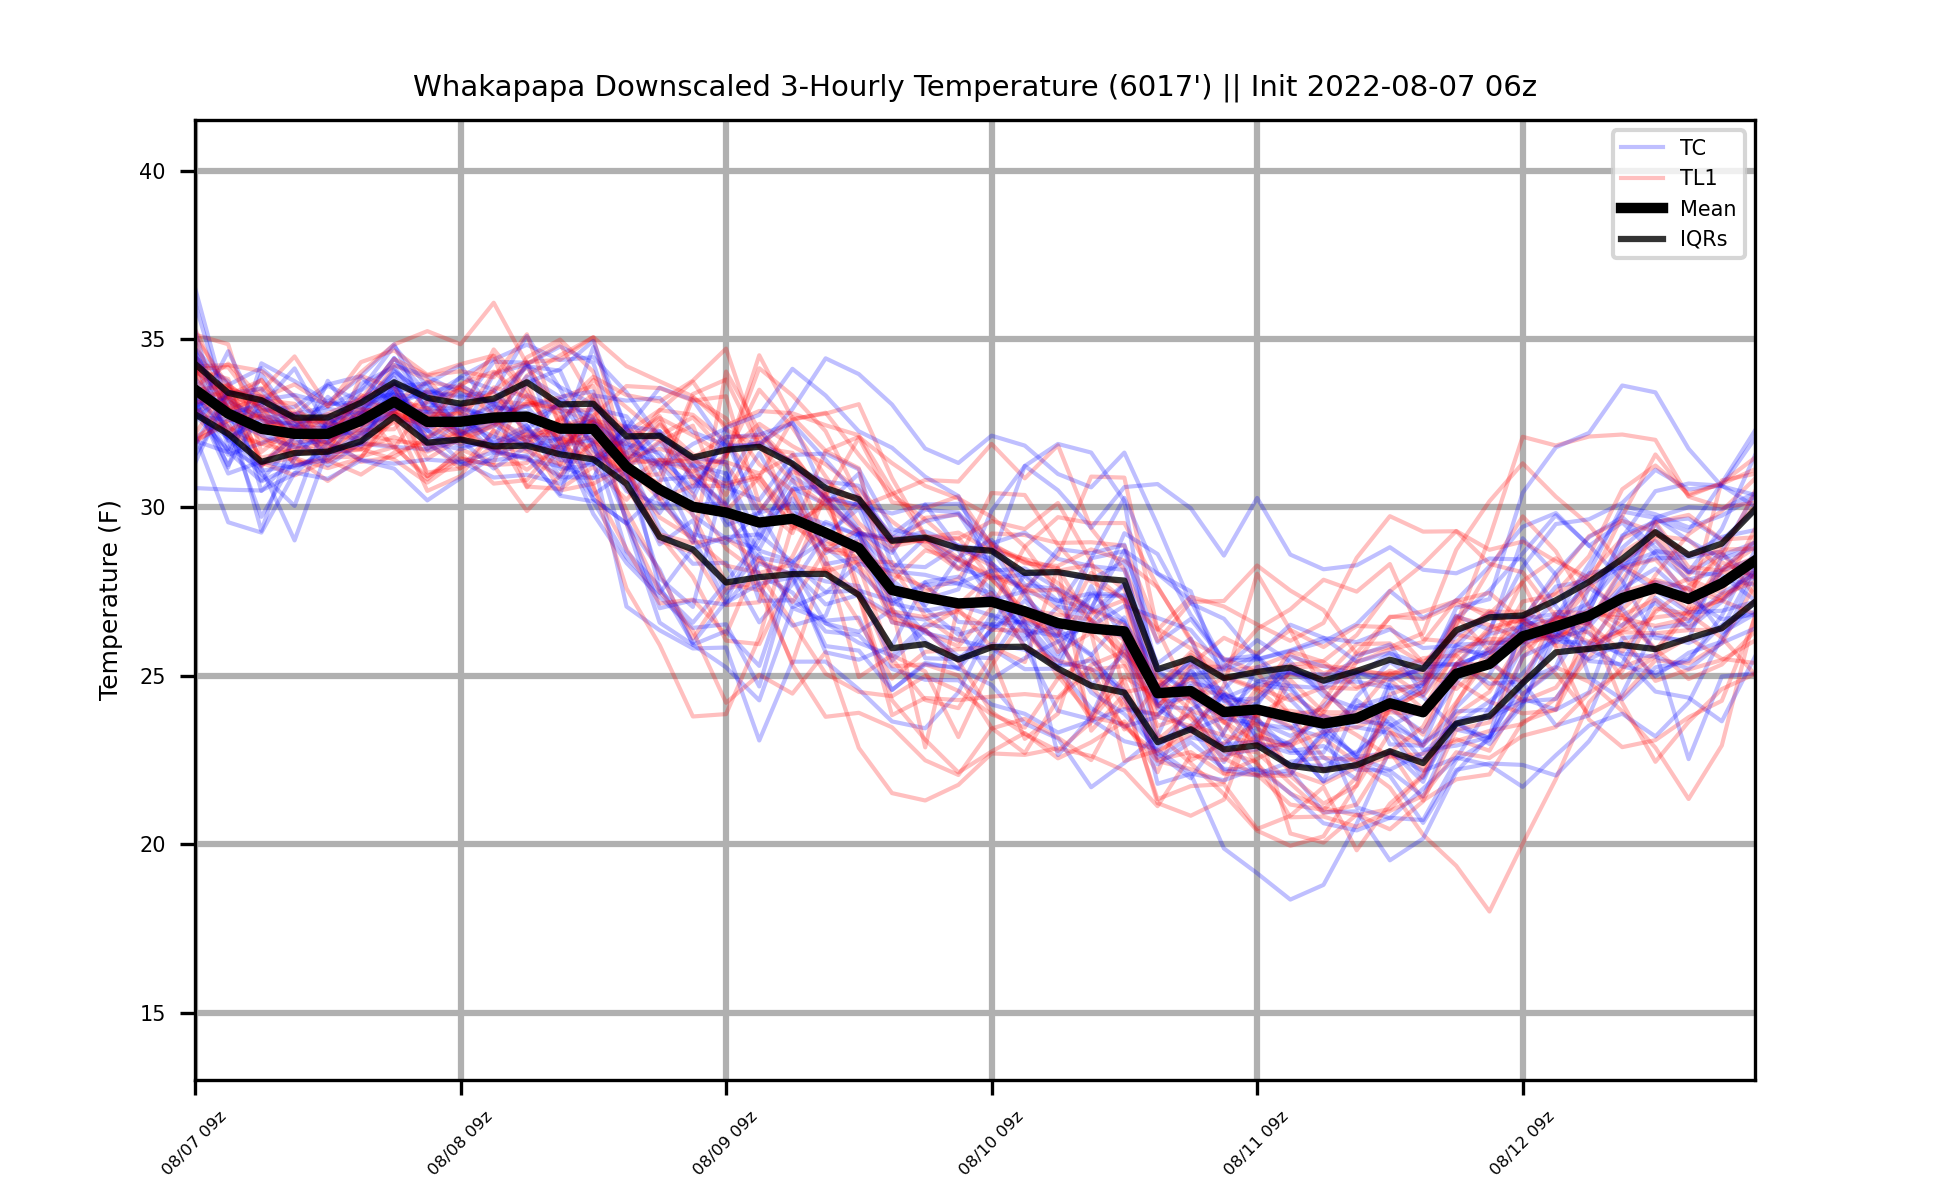 Whakapapa Downscaled 3-Hourly Temperature (6017') || Init 2022-08-07 06z
TC
TL1
Mean
IQRs
Temperature (F)
40
35
30
25
20
15
08/07 09z
08/08 09z
08/09 09z
08/10 09z
08/11 09z
08/12 09z